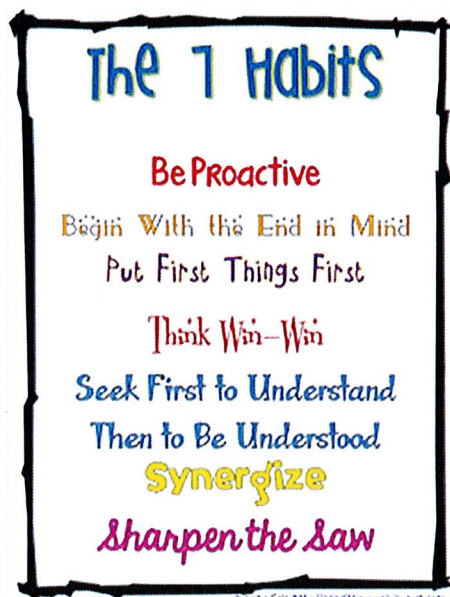 The 7 Habits
Be Proactive
Begin With the End in Mind
Put First Things First
Think Win-Win
Seek First to Understand
Then to Be Understood
Synergize
Sharpen the Saw